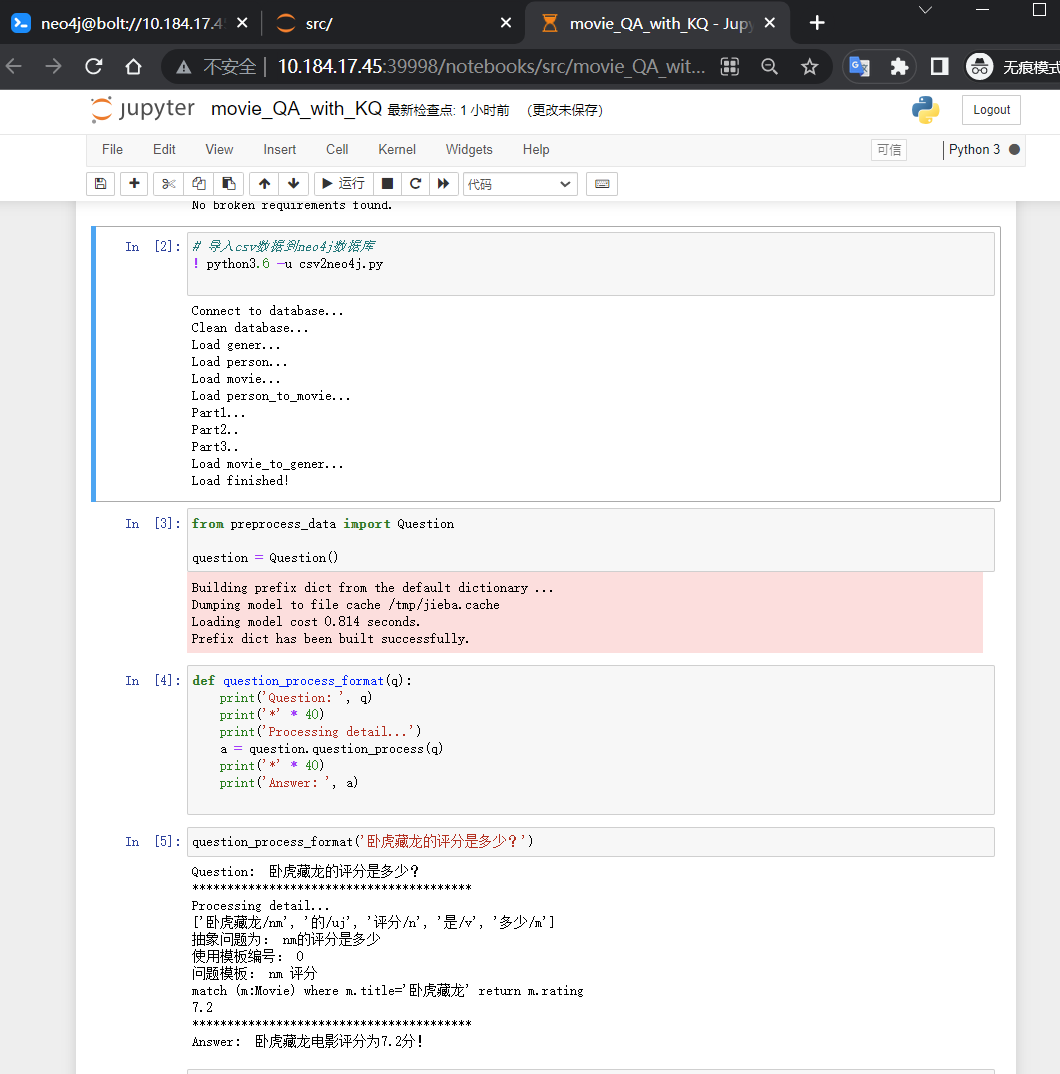 neo4j@bolt://10.184.17.4
src/
movie_QA_with_KQ - Jupy
不安全 | 10.184.17.45:39998/notebooks/src/movie_QA_wit...
无痕模式
jupyter movie_QA_with_KQ 最新检查点: 1 小时前 (更改未保存)
Logout
File Edit View Insert Cell Kernel Widgets Help
可信
Python 3
运行
代码
No broken requirements found.
In [2]: # 导入csv数据到neo4j数据库
! python3.6 -u csv2neo4j.py
Connect to database...
Clean database...
Load gener...
Load person...
Load movie...
Load person_to_movie...
Part1...
Part2..
Part3..
Load movie_to_gener...
Load finished!
In [3]: from preprocess_data import Question
question = Question()
Building prefix dict from the default dictionary ...
Dumping model to file cache /tmp/jieba.cache
Loading model cost 0.814 seconds.
Prefix dict has been built successfully.
In [4]: def question_process_format(q):
print('Question: ', q)
print('*' * 40)
print('Processing detail...')
a = question.question_process(q)
print('*' * 40)
print('Answer: ', a)
In [5]: question_process_format('卧虎藏龙的评分是多少？')
Question: 卧虎藏龙的评分是多少？
****************************************
Processing detail...
['卧虎藏龙/nm', '的/uj', '评分/n', '是/v', '多少/m']
抽象问题为： nm的评分是多少
使用模板编号： 0
问题模板： nm 评分
match (m:Movie) where m.title='卧虎藏龙' return m.rating
7.2
****************************************
Answer: 卧虎藏龙电影评分为7.2分！